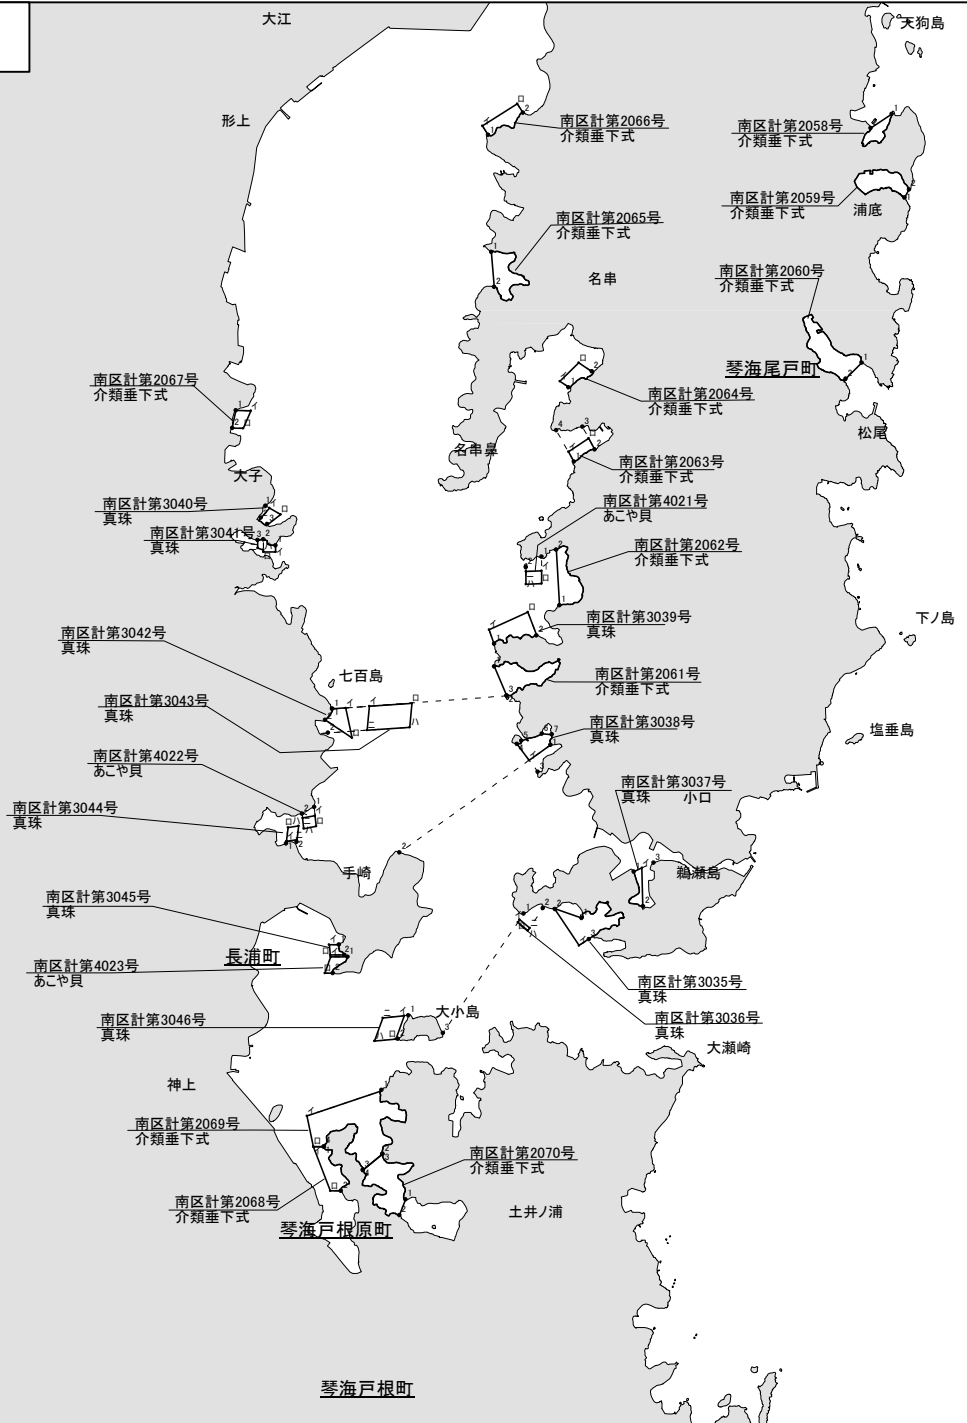 大江
天狗島
形上
南区計第2066号
介類垂下式
南区計第2058号
介類垂下式
南区計第2059号
介類垂下式
浦底
南区計第2065号
介類垂下式
名串
南区計第2060号
介類垂下式
琴海尾戸町
南区計第2067号
介類垂下式
南区計第2064号
介類垂下式
松尾
名串鼻
南区計第2063号
介類垂下式
大子
南区計第3040号
真珠
南区計第4021号
あこや貝
南区計第3041号
真珠
南区計第2062号
介類垂下式
下ノ島
南区計第3039号
真珠
南区計第3042号
真珠
七百島
南区計第2061号
介類垂下式
南区計第3043号
真珠
南区計第3038号
真珠
塩垂島
南区計第4022号
あこや貝
南区計第3037号
真珠 小口
南区計第3044号
真珠
手崎
鵜瀬島
南区計第3045号
真珠
長浦町
南区計第4023号
あこや貝
南区計第3035号
真珠
大小島
南区計第3046号
真珠
南区計第3036号
真珠
大瀬崎
神上
南区計第2069号
介類垂下式
南区計第2070号
介類垂下式
南区計第2068号
介類垂下式
土井ノ浦
琴海戸根原町
琴海戸根町